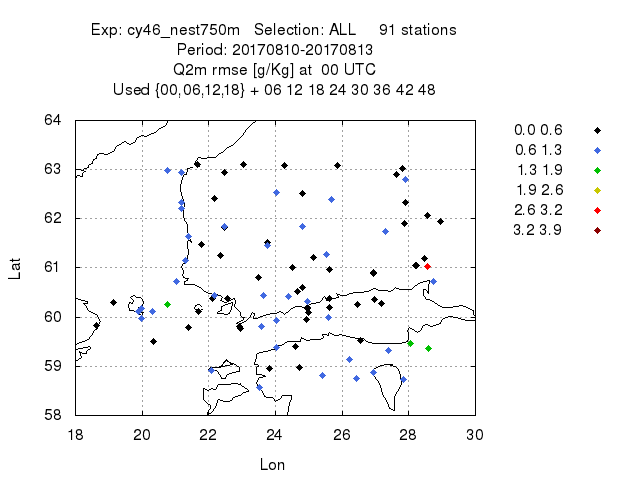 Exp: cy46_nest750m Selection: ALL 91 stations
Period: 20170810-20170813
Q2m rmse [g/Kg] at 00 UTC
Used {00,06,12,18} + 06 12 18 24 30 36 42 48
64
63
62
61
60
59
58
Lat
18 20 22 24 26 28 30
Lon
0.0 0.6
0.6 1.3
1.3 1.9
1.9 2.6
2.6 3.2
3.2 3.9